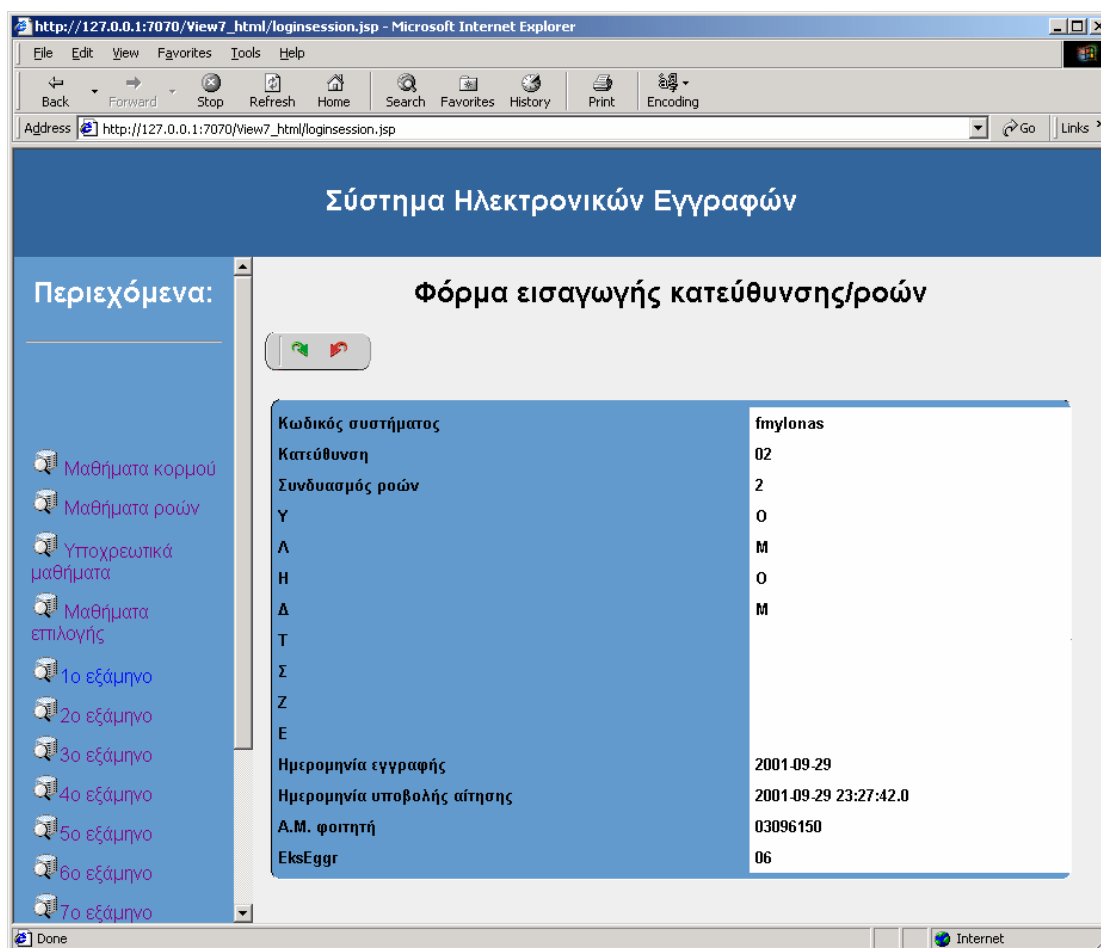 http://127.0.0.1:7070/View7_html/loginsession.jsp - Microsoft Internet Explorer
File Edit View Favorites Tools Help
Back Forward Stop Refresh Home Search Favorites History Print Encoding
Address http://127.0.0.1:7070/View7_html/loginsession.jsp Go Links
Σύστημα Ηλεκτρονικών Εγγραφών
Περιεχόμενα:
Μαθήματα κορμού
Μαθήματα ροών
Υποχρεωτικά
μαθήματα
Μαθήματα
επιλογής
1ο εξάμηνο
2ο εξάμηνο
3ο εξάμηνο
4ο εξάμηνο
5ο εξάμηνο
6ο εξάμηνο
7ο εξάμηνο
Φόρμα εισαγωγής κατεύθυνσης/ροών
Κωδικός συστήματος fmylonas
Κατεύθυνση 02
Συνδυασμός ροών 2
Υ Ο
Λ Μ
Η Ο
Δ Μ
Τ
Σ
Ζ
Ε
Ημερομηνία εγγραφής 2001-09-29
Ημερομηνία υποβολής αίτησης 2001-09-29 23:27:42.0
Α.Μ. φοιτητή 03096150
EksEggr 06
Done Internet